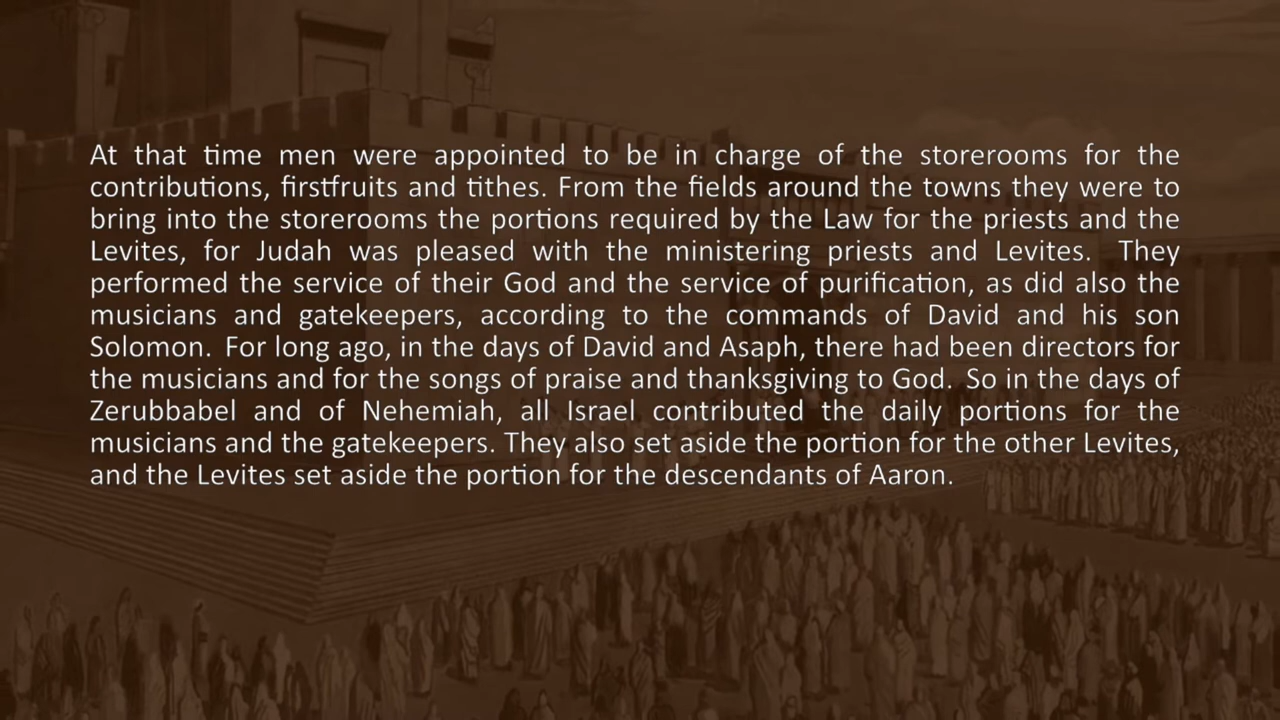 At that time men were appointed to be in charge of the storerooms for the
contributions, firstfruits and tithes. From the fields around the towns they were to
bring into the storerooms the portions required by the Law for the priests and the
Levites, for Judah was pleased with the ministering priests and Levites. They
performed the service of their God and the service of purification, as did also the
musicians and gatekeepers, according to the commands of David and his son
Solomon. For long ago, in the days of David and Asaph, there had been directors for
the musicians and for the songs of praise and thanksgiving to God. So in the days of
Zerubbabel and of Nehemiah, all Israel contributed the daily portions for the
musicians and the gatekeepers. They also set aside the portion for the other Levites,
and the Levites set aside the portion for the descendants of Aaron.